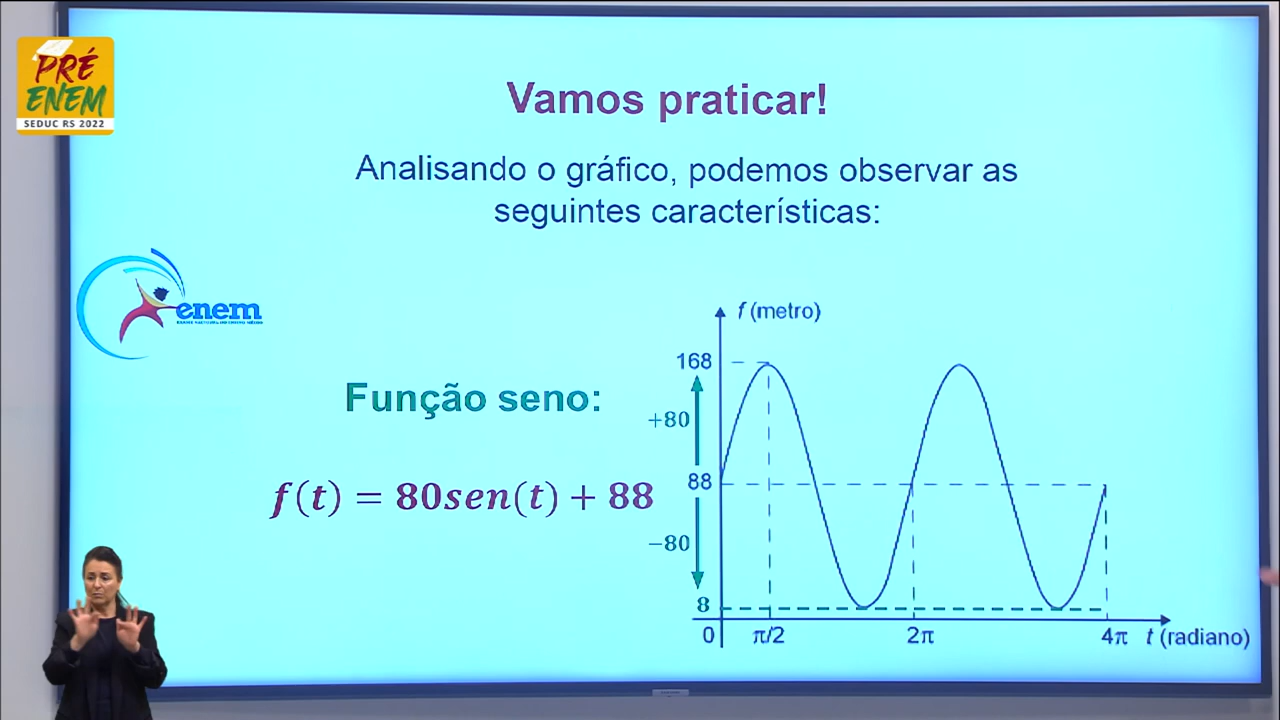 PRÉ
ENEM
SEDUC RS 2022
Vamos praticar!
Analisando o gráfico, podemos observar as
seguintes características:
enem
Função seno:
f(t) = 80sen(t) + 88
f (metro)
168
+80
88
−80
8
0
π/2
2π
4π
t (radiano)